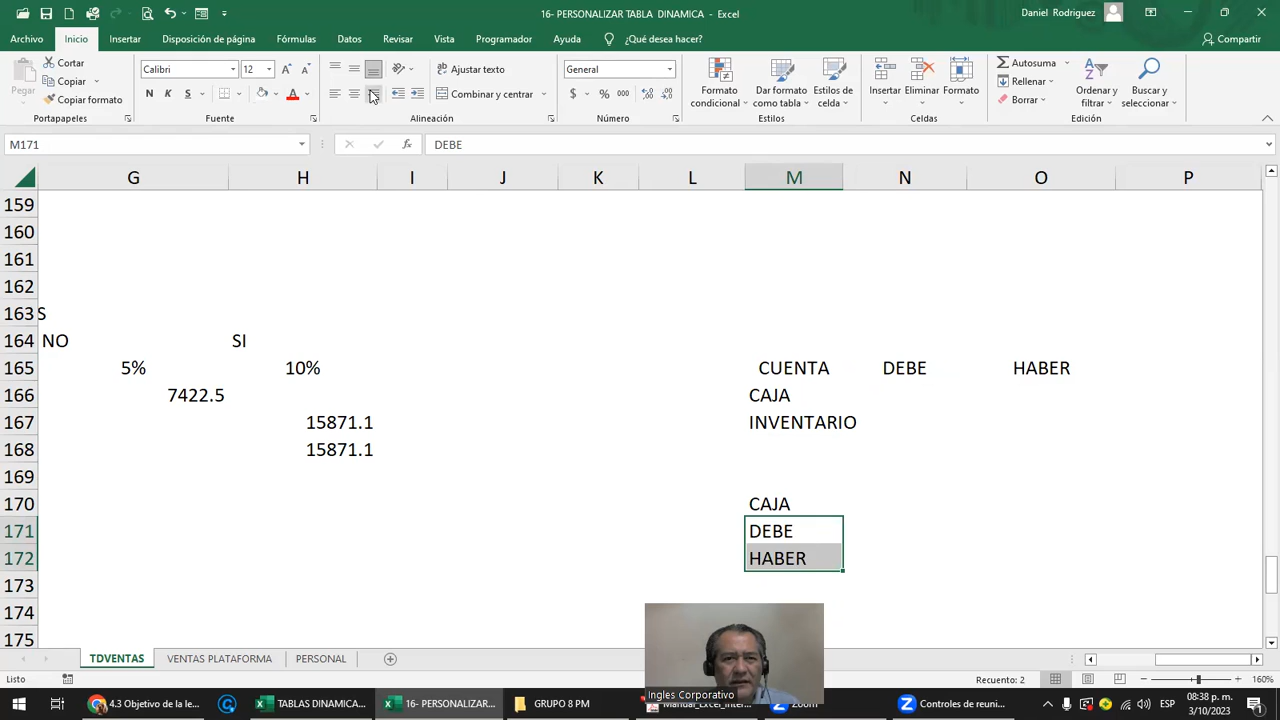 16- PERSONALIZAR TABLA  DINAMICA - Excel
Daniel Rodriguez
Archivo Inicio Insertar Disposición de página Fórmulas Datos Revisar Vista Programador Ayuda ¿Qué desea hacer? Compartir
Pegar
Cortar
Copiar
Copiar formato
Portapapeles
Calibri 12
N K S
Fuente
Ajustar texto
Combinar y centrar
Alineación
General
$ % 000
Número
Formato condicional
Dar formato como tabla
Estilos de celda
Estilos
Insertar Eliminar Formato
Celdas
Autosuma
Rellenar
Borrar
Ordenar y filtrar
Buscar y seleccionar
Edición
M171 fx DEBE
G H I J K L M N O P
159
160
161
162
163 S
164 NO SI
165 5% 10% CUENTA DEBE HABER
166 7422.5 CAJA
167 15871.1 INVENTARIO
168 15871.1
169
170 CAJA
171 DEBE
172 HABER
173
174
175
Ingles Corporativo
TDVENTAS VENTAS PLATAFORMA PERSONAL
Listo Recuento: 2 160%
4.3 Objetivo de la le... TABLAS DINAMICA... 16- PERSONALIZAR... GRUPO 8 PM Manual_Excel_Inter... Zoom Controles de reuni... ESP
08:38 p. m.
3/10/2023